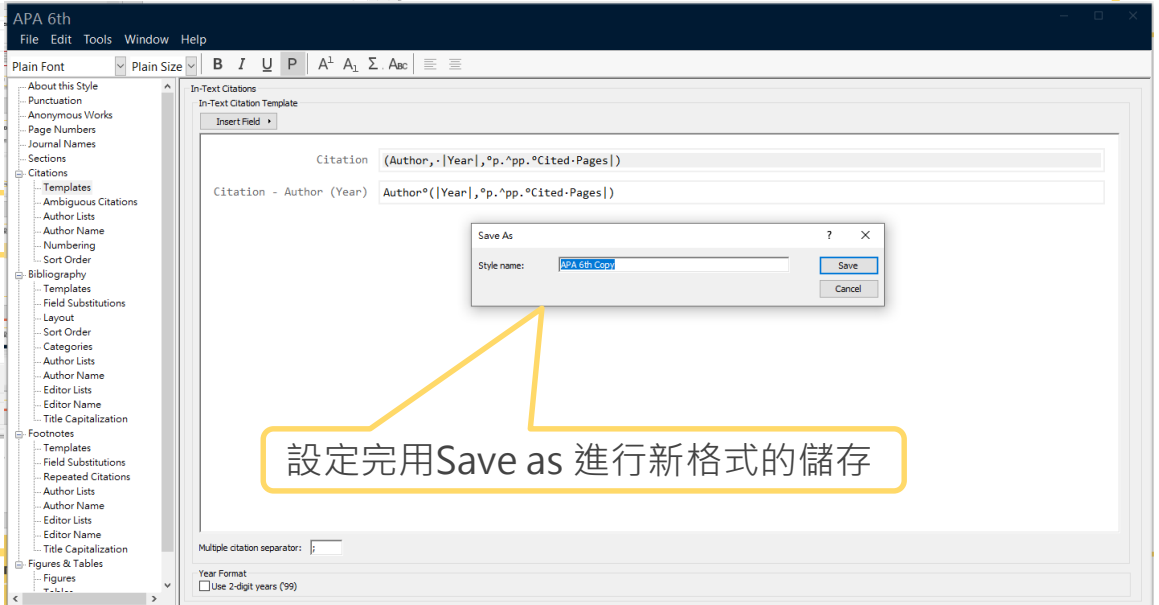 APA 6th
File Edit Tools Window Help
Plain Font Plain Size B I U P A1 A1 Σ ABC
About this Style
Punctuation
Anonymous Works
Page Numbers
Journal Names
Sections
Citations
Templates
Ambiguous Citations
Author Lists
Author Name
Numbering
Sort Order
Bibliography
Templates
Field Substitutions
Layout
Sort Order
Categories
Author Lists
Author Name
Editor Lists
Editor Name
Title Capitalization
Footnotes
Templates
Field Substitutions
Repeated Citations
Author Lists
Author Name
Editor Lists
Editor Name
Title Capitalization
Figures & Tables
Figures
Tables
In-Text Citations
In-Text Citation Template
Insert Field
Citation (Author,·|Year|,°p.^pp.°Cited·Pages|)
Citation - Author (Year) Author°(|Year|,°p.^pp.°Cited·Pages|)
Save As ?
Style name: APA 6th Copy Save
Cancel
設定完用Save as 進行新格式的儲存
Multiple citation separator: ;
Year Format
Use 2-digit years ('99)